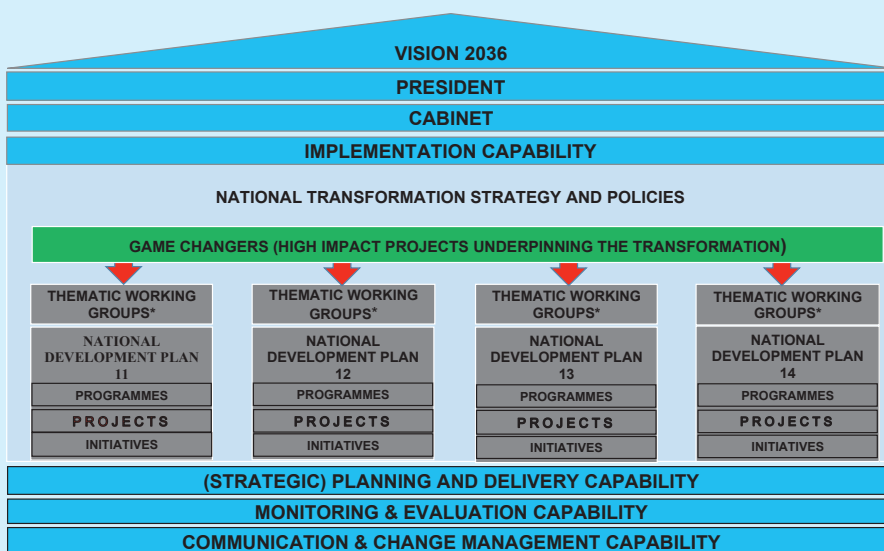 VISION 2036
PRESIDENT
CABINET
IMPLEMENTATION CAPABILITY
NATIONAL TRANSFORMATION STRATEGY AND POLICIES
GAME CHANGERS (HIGH IMPACT PROJECTS UNDERPINNING THE TRANSFORMATION)
THEMATIC WORKING
GROUPS*
NATIONAL
DEVELOPMENT PLAN
11
PROGRAMMES
PROJECTS
INITIATIVES
THEMATIC WORKING
GROUPS*
NATIONAL
DEVELOPMENT PLAN
12
PROGRAMMES
PROJECTS
INITIATIVES
THEMATIC WORKING
GROUPS*
NATIONAL
DEVELOPMENT PLAN
13
PROGRAMMES
PROJECTS
INITIATIVES
THEMATIC WORKING
GROUPS*
NATIONAL
DEVELOPMENT PLAN
14
PROGRAMMES
PROJECTS
INITIATIVES
(STRATEGIC) PLANNING AND DELIVERY CAPABILITY
MONITORING & EVALUATION CAPABILITY
COMMUNICATION & CHANGE MANAGEMENT CAPABILITY